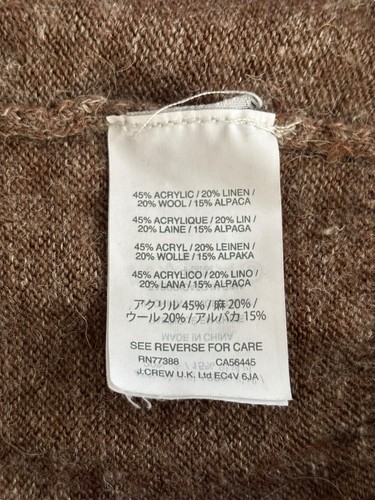 45% ACRYLIC / 20% LINEN /
20% WOOL / 15% ALPACA
45% ACRYLIQUE / 20% LIN /
20% LAINE / 15% ALPAGA
45% ACRYL / 20% LEINEN /
20% WOLLE / 15% ALPAKA
45% ACRILICO / 20% LINO /
20% LANA / 15% ALPACA
アクリル 45% / 麻 20% /
ウール 20% / アルパカ 15%
MADE IN CHINA
SEE REVERSE FOR CARE
RN77388 CA56445
J.CREW U.K. Ltd EC4V 6JA